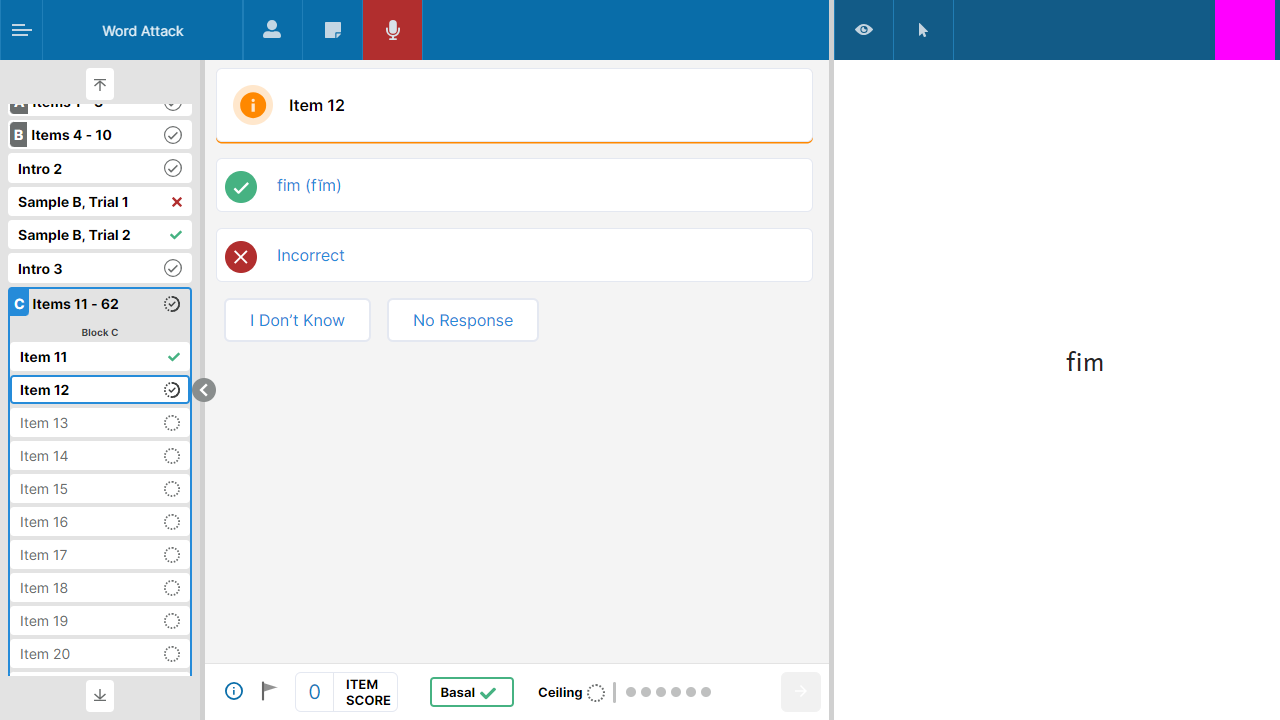 Word Attack
Items 1 - 3
B Items 4 - 10
Intro 2
Sample B, Trial 1
Sample B, Trial 2
Intro 3
C Items 11 - 62
Block C
Item 11
Item 12
Item 13
Item 14
Item 15
Item 16
Item 17
Item 18
Item 19
Item 20
Item 12
fim (fĭm)
Incorrect
I Don’t Know
No Response
0 ITEM SCORE
Basal
Ceiling
fim